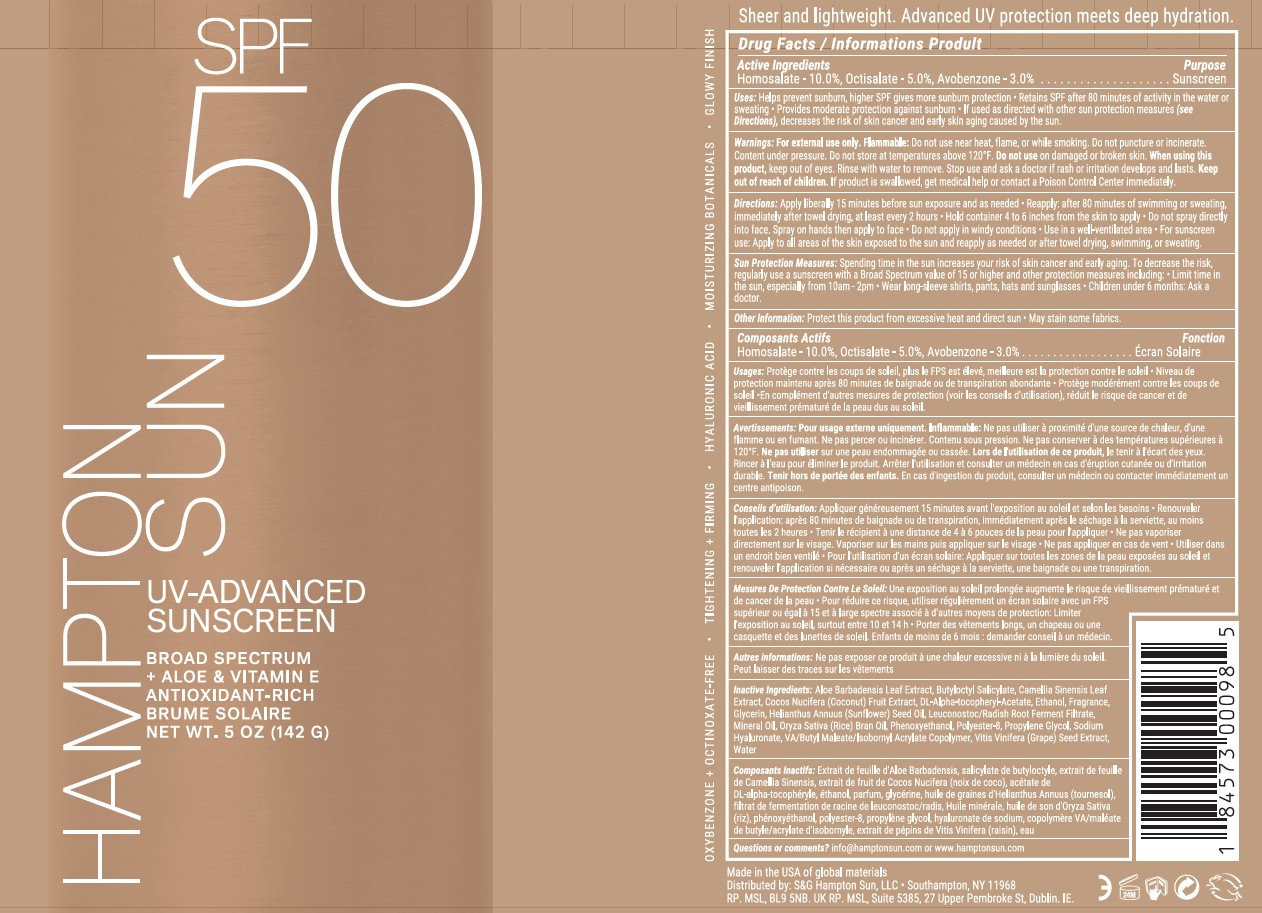 SPF
50
HAMPTON
SUN
UV-ADVANCED
SUNSCREEN
BROAD SPECTRUM
+ ALOE & VITAMIN E
ANTIOXIDANT-RICH
BRUME SOLAIRE
NET WT. 5 OZ (142 G)
OXYBENZONE + OCTINOXATE-FREE • TIGHTENING + FIRMING • HYALURONIC ACID • MOISTURIZING BOTANICALS • GLOWY FINISH
Sheer and lightweight. Advanced UV protection meets deep hydration.
Drug Facts / Informations Produit
Active Ingredients Purpose
Homosalate - 10.0%, Octisalate - 5.0%, Avobenzone - 3.0% . . . . . . . . . . . . . . . . . . . . Sunscreen
Uses: Helps prevent sunburn, higher SPF gives more sunburn protection • Retains SPF after 80 minutes of activity in the water or
sweating • Provides moderate protection against sunburn • If used as directed with other sun protection measures (see
Directions), decreases the risk of skin cancer and early skin aging caused by the sun.
Warnings: For external use only. Flammable: Do not use near heat, flame, or while smoking. Do not puncture or incinerate.
Content under pressure. Do not store at temperatures above 120°F. Do not use on damaged or broken skin. When using this
product, keep out of eyes. Rinse with water to remove. Stop use and ask a doctor if rash or irritation develops and lasts. Keep
out of reach of children. If product is swallowed, get medical help or contact a Poison Control Center immediately.
Directions: Apply liberally 15 minutes before sun exposure and as needed • Reapply: after 80 minutes of swimming or sweating,
immediately after towel drying, at least every 2 hours • Hold container 4 to 6 inches from the skin to apply • Do not spray directly
into face. Spray on hands then apply to face • Do not apply in windy conditions • Use in a well-ventilated area • For sunscreen
use: Apply to all areas of the skin exposed to the sun and reapply as needed or after towel drying, swimming, or sweating.
Sun Protection Measures: Spending time in the sun increases your risk of skin cancer and early aging. To decrease the risk,
regularly use a sunscreen with a Broad Spectrum value of 15 or higher and other protection measures including: • Limit time in
the sun, especially from 10am - 2pm • Wear long-sleeve shirts, pants, hats and sunglasses • Children under 6 months: Ask a
doctor.
Other Information: Protect this product from excessive heat and direct sun • May stain some fabrics.
Composants Actifs Fonction
Homosalate - 10.0%, Octisalate - 5.0%, Avobenzone - 3.0% . . . . . . . . . . . . . . . . . Écran Solaire
Usages: Protège contre les coups de soleil, plus le FPS est élevé, meilleure est la protection contre le soleil • Niveau de
protection maintenu après 80 minutes de baignade ou de transpiration abondante • Protège modérément contre les coups de
soleil •En complément d'autres mesures de protection (voir les conseils d'utilisation), réduit le risque de cancer et de
vieillissement prématuré de la peau dus au soleil.
Avertissements: Pour usage externe uniquement. Inflammable: Ne pas utiliser à proximité d'une source de chaleur, d'une
flamme ou en fumant. Ne pas percer ou incinérer. Contenu sous pression. Ne pas conserver à des températures supérieures à
120°F. Ne pas utiliser sur une peau endommagée ou cassée. Lors de l'utilisation de ce produit, le tenir à l'écart des yeux.
Rincer à l'eau pour éliminer le produit. Arrêter l'utilisation et consulter un médecin en cas d'éruption cutanée ou d'irritation
durable. Tenir hors de portée des enfants. En cas d'ingestion du produit, consulter un médecin ou contacter immédiatement un
centre antipoison.
Conseils d'utilisation: Appliquer généreusement 15 minutes avant l'exposition au soleil et selon les besoins • Renouveler
l'application: après 80 minutes de baignade ou de transpiration, immédiatement après le séchage à la serviette, au moins
toutes les 2 heures • Tenir le récipient à une distance de 4 à 6 pouces de la peau pour l'appliquer • Ne pas vaporiser
directement sur le visage. Vaporiser sur les mains puis appliquer sur le visage • Ne pas appliquer en cas de vent • Utiliser dans
un endroit bien ventilé • Pour l'utilisation d'un écran solaire: Appliquer sur toutes les zones de la peau exposées au soleil et
renouveler l'application si nécessaire ou après un séchage à la serviette, une baignade ou une transpiration.
Mesures De Protection Contre Le Soleil: Une exposition au soleil prolongée augmente le risque de vieillissement prématuré et
de cancer de la peau • Pour réduire ce risque, utiliser régulièrement un écran solaire avec un FPS
supérieur ou égal à 15 et à large spectre associé à d'autres moyens de protection: Limiter
l'exposition au soleil, surtout entre 10 et 14 h • Porter des vêtements longs, un chapeau ou une
casquette et des lunettes de soleil. Enfants de moins de 6 mois : demander conseil à un médecin.
Autres informations: Ne pas exposer ce produit à une chaleur excessive ni à la lumière du soleil.
Peut laisser des traces sur les vêtements
Inactive Ingredients: Aloe Barbadensis Leaf Extract, Butyloctyl Salicylate, Camellia Sinensis Leaf
Extract, Cocos Nucifera (Coconut) Fruit Extract, DL-Alpha-tocopheryl-Acetate, Ethanol, Fragrance,
Glycerin, Helianthus Annuus (Sunflower) Seed Oil, Leuconostoc/Radish Root Ferment Filtrate,
Mineral Oil, Oryza Sativa (Rice) Bran Oil, Phenoxyethanol, Polyester-8, Propylene Glycol, Sodium
Hyaluronate, VA/Butyl Maleate/Isobornyl Acrylate Copolymer, Vitis Vinifera (Grape) Seed Extract,
Water
Composants Inactifs: Extrait de feuille d'Aloe Barbadensis, salicylate de butyloctyle, extrait de feuille
de Camellia Sinensis, extrait de fruit de Cocos Nucifera (noix de coco), acétate de
DL-alpha-tocophéryle, éthanol, parfum, glycérine, huile de graines d'Helianthus Annuus (tournesol),
filtrat de fermentation de racine de leuconostoc/radis, Huile minérale, huile de son d'Oryza Sativa
(riz), phénoxyéthanol, polyester-8, propylène glycol, hyaluronate de sodium, copolymère VA/maléate
de butyle/acrylate d'isobornyle, extrait de pépins de Vitis Vinifera (raisin), eau
Questions or comments? info@hamptonsun.com or www.hamptonsun.com
1 84573 00098 5
Made in the USA of global materials
Distributed by: S&G Hampton Sun, LLC • Southampton, NY 11968
RP. MSL, BL9 5NB. UK RP. MSL, Suite 5385, 27 Upper Pembroke St, Dublin. IE.
24M